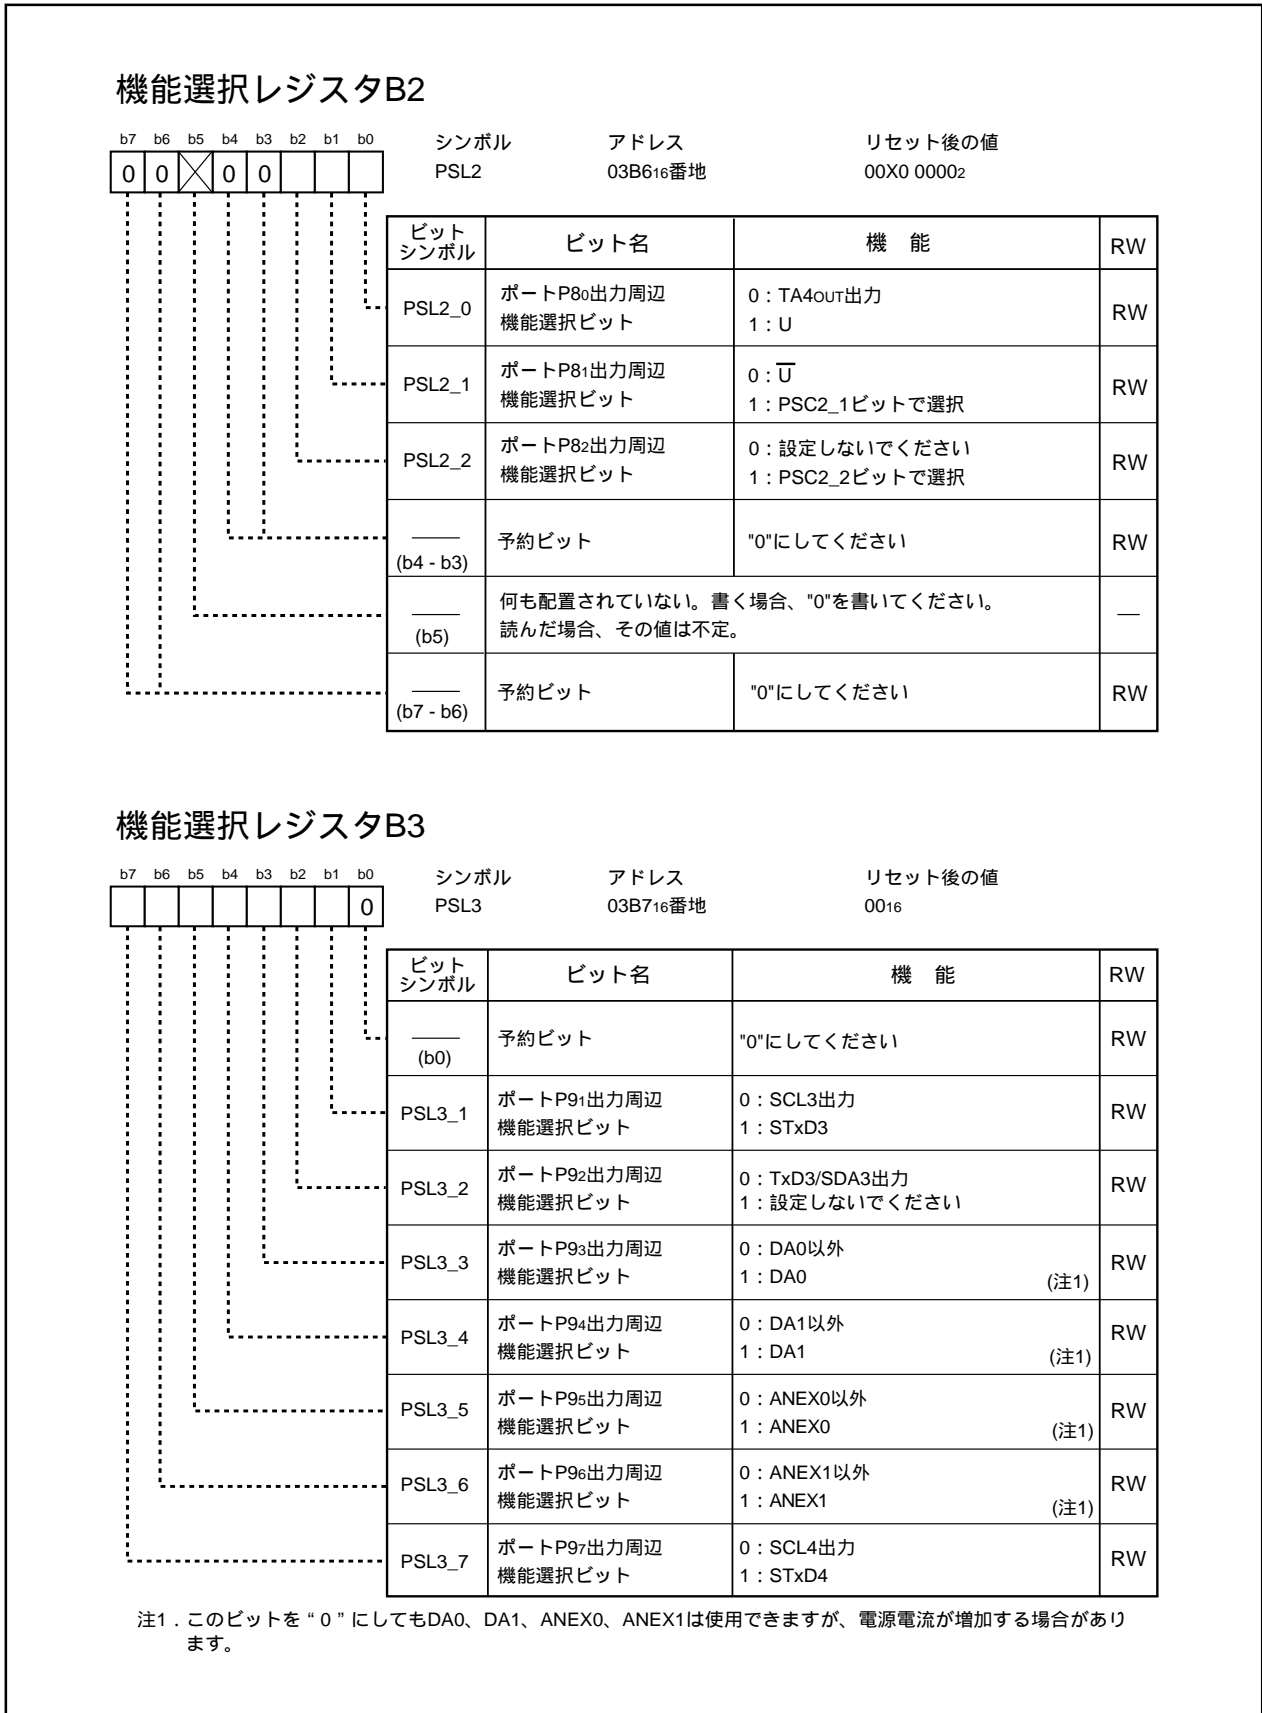 機能選択レジスタB2
b7 b6 b5 b4 b3 b2 b1 b0
0 0 0 0
シンボル アドレス リセット後の値
PSL2 03B616番地 00X0 00002
ビット シンボル ビット名 機 能 RW
PSL2_0 ポートP80出力周辺 機能選択ビット 0：TA4OUT出力 1：U RW
PSL2_1 ポートP81出力周辺 機能選択ビット 0：U̅ 1：PSC2_1ビットで選択 RW
PSL2_2 ポートP82出力周辺 機能選択ビット 0：設定しないでください 1：PSC2_2ビットで選択 RW
(b4 - b3) 予約ビット "0"にしてください RW
(b5) 何も配置されていない。書く場合、"0"を書いてください。
読んだ場合、その値は不定。 —
(b7 - b6) 予約ビット "0"にしてください RW
機能選択レジスタB3
b7 b6 b5 b4 b3 b2 b1 b0
0
シンボル アドレス リセット後の値
PSL3 03B716番地 0016
ビット シンボル ビット名 機 能 RW
(b0) 予約ビット "0"にしてください RW
PSL3_1 ポートP91出力周辺 機能選択ビット 0：SCL3出力 1：STxD3 RW
PSL3_2 ポートP92出力周辺 機能選択ビット 0：TxD3/SDA3出力 1：設定しないでください RW
PSL3_3 ポートP93出力周辺 機能選択ビット 0：DA0以外 1：DA0 (注1) RW
PSL3_4 ポートP94出力周辺 機能選択ビット 0：DA1以外 1：DA1 (注1) RW
PSL3_5 ポートP95出力周辺 機能選択ビット 0：ANEX0以外 1：ANEX0 (注1) RW
PSL3_6 ポートP96出力周辺 機能選択ビット 0：ANEX1以外 1：ANEX1 (注1) RW
PSL3_7 ポートP97出力周辺 機能選択ビット 0：SCL4出力 1：STxD4 RW
注1．このビットを“0”にしてもDA0、DA1、ANEX0、ANEX1は使用できますが、電源電流が増加する場合があり
ます。